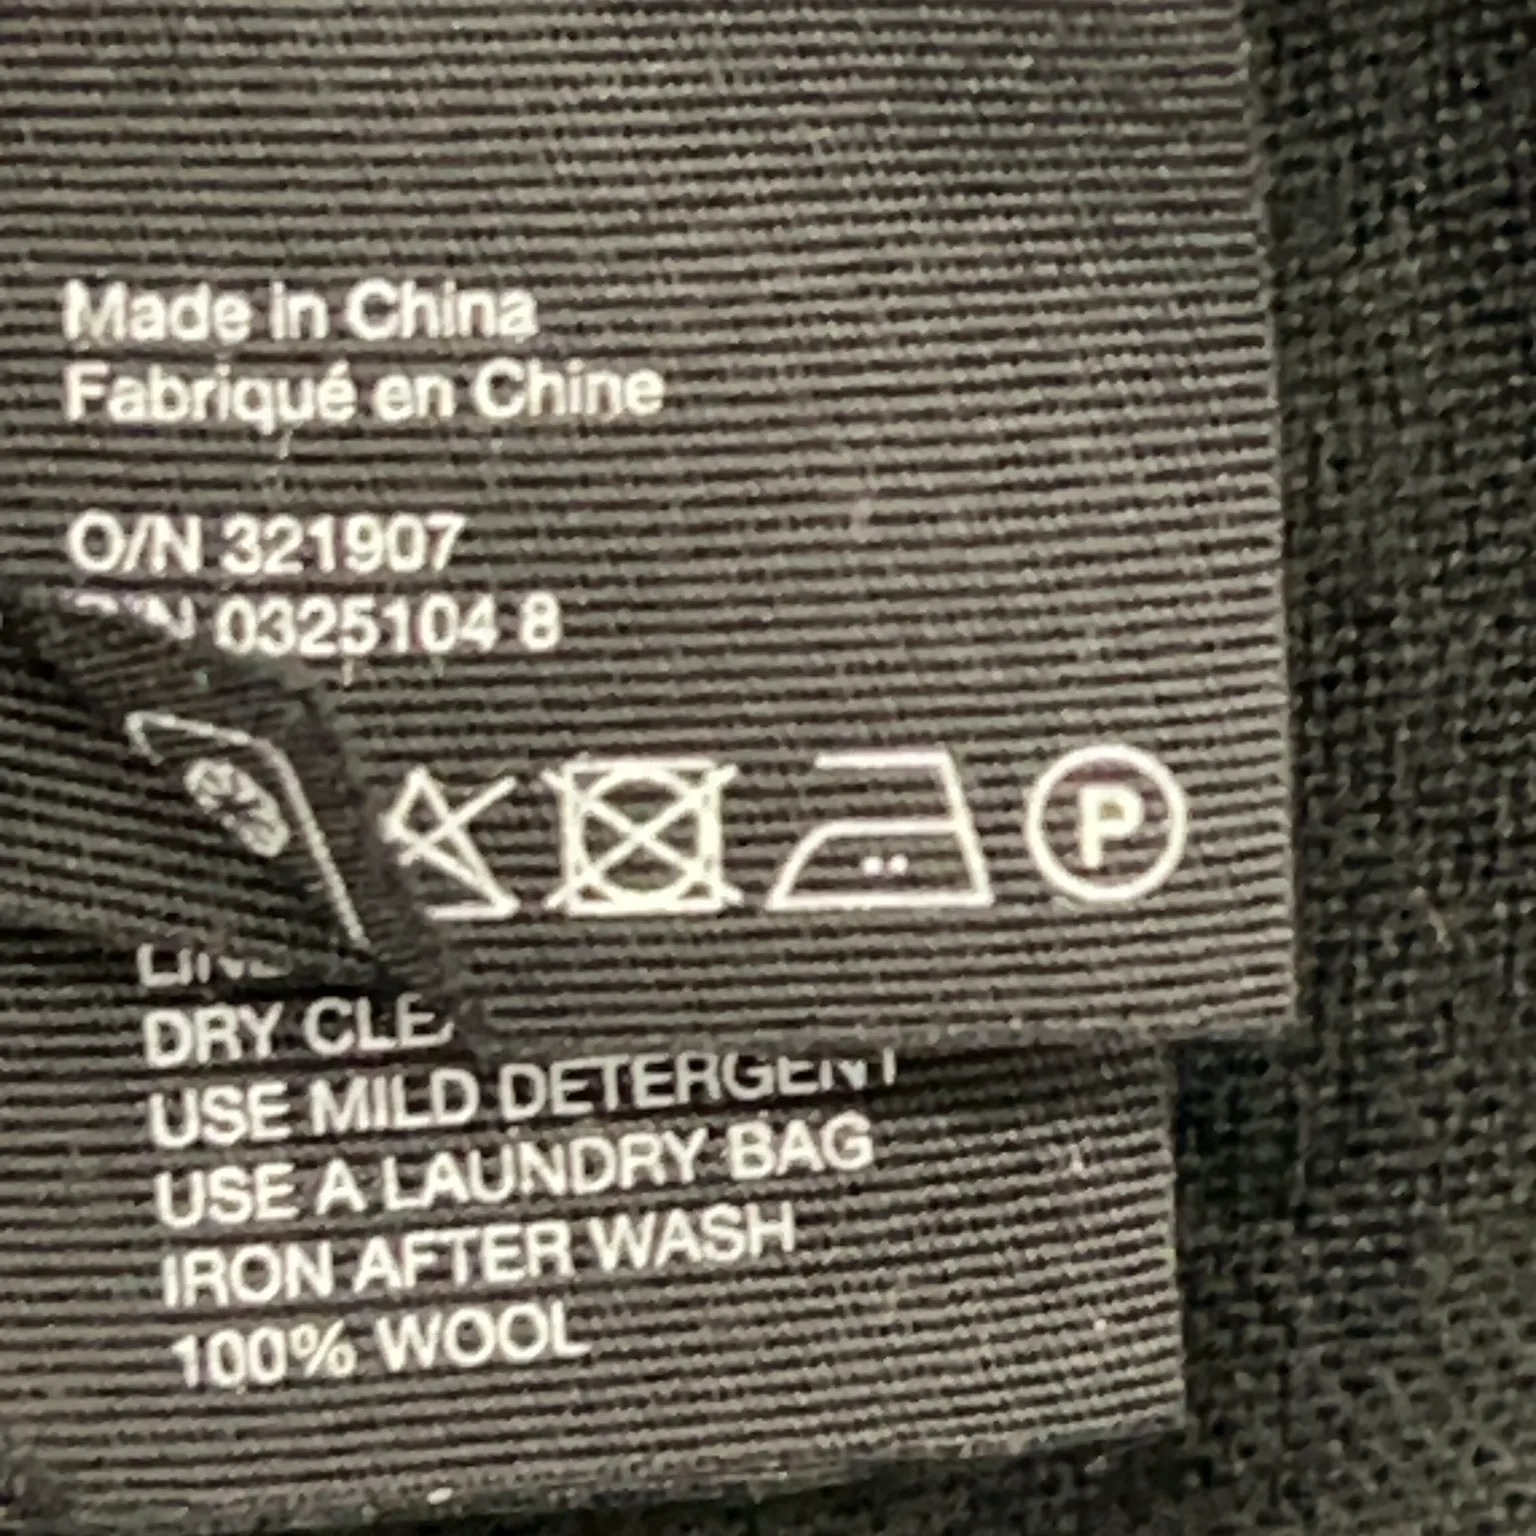 Made in China
Fabriqué en Chine
O/N 321907
0325104 8
P
DRY
USE MILD DETERGENT
USE A LAUNDRY BAG
IRON AFTER WASH
100% WOOL